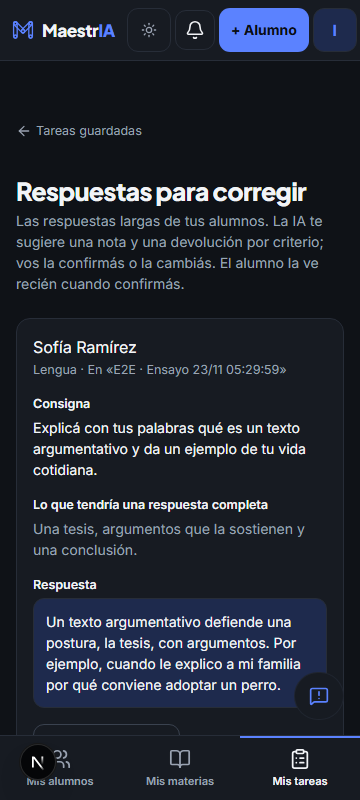 MaestrIA
+ Alumno
I
← Tareas guardadas
Respuestas para corregir
Las respuestas largas de tus alumnos. La IA te
sugiere una nota y una devolución por criterio;
vos la confirmás o la cambiás. El alumno la ve
recién cuando confirmás.
Sofía Ramírez
Lengua · En «E2E · Ensayo 23/11 05:29:59»
Consigna
Explicá con tus palabras qué es un texto
argumentativo y da un ejemplo de tu vida
cotidiana.
Lo que tendría una respuesta completa
Una tesis, argumentos que la sostienen y
una conclusión.
Respuesta
Un texto argumentativo defiende una
postura, la tesis, con argumentos. Por
ejemplo, cuando le explico a mi familia
por qué conviene adoptar un perro.
N
Mis alumnos
Mis materias
Mis tareas